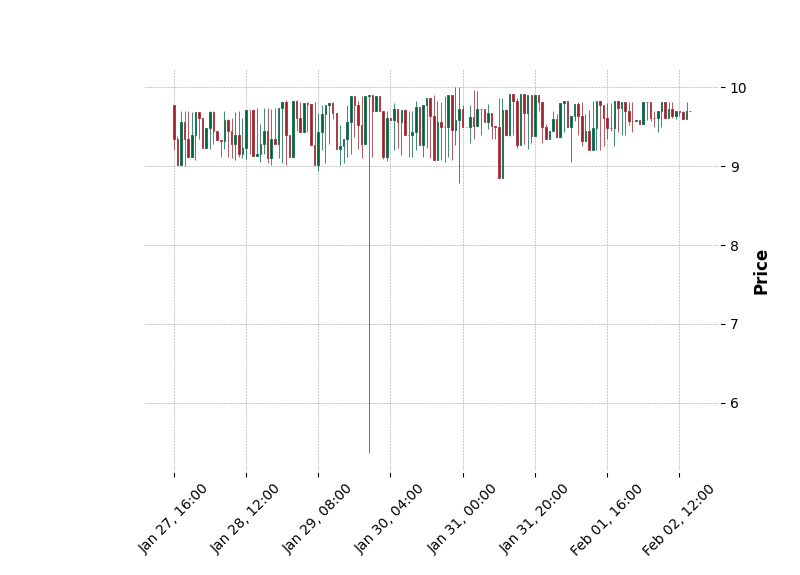 10
9
8
7
6
Price
Jan 27, 16:00
Jan 28, 12:00
Jan 29, 08:00
Jan 30, 04:00
Jan 31, 00:00
Jan 31, 20:00
Feb 01, 16:00
Feb 02, 12:00